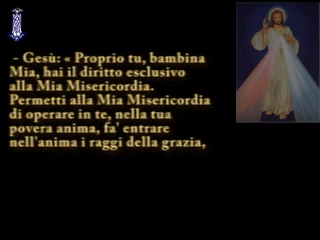 - Gesù: « Proprio tu, bambina
Mia, hai il diritto esclusivo
alla Mia Misericordia.
Permetti alla Mia Misericordia
di operare in te, nella tua
povera anima, fa' entrare
nell'anima i raggi della grazia,